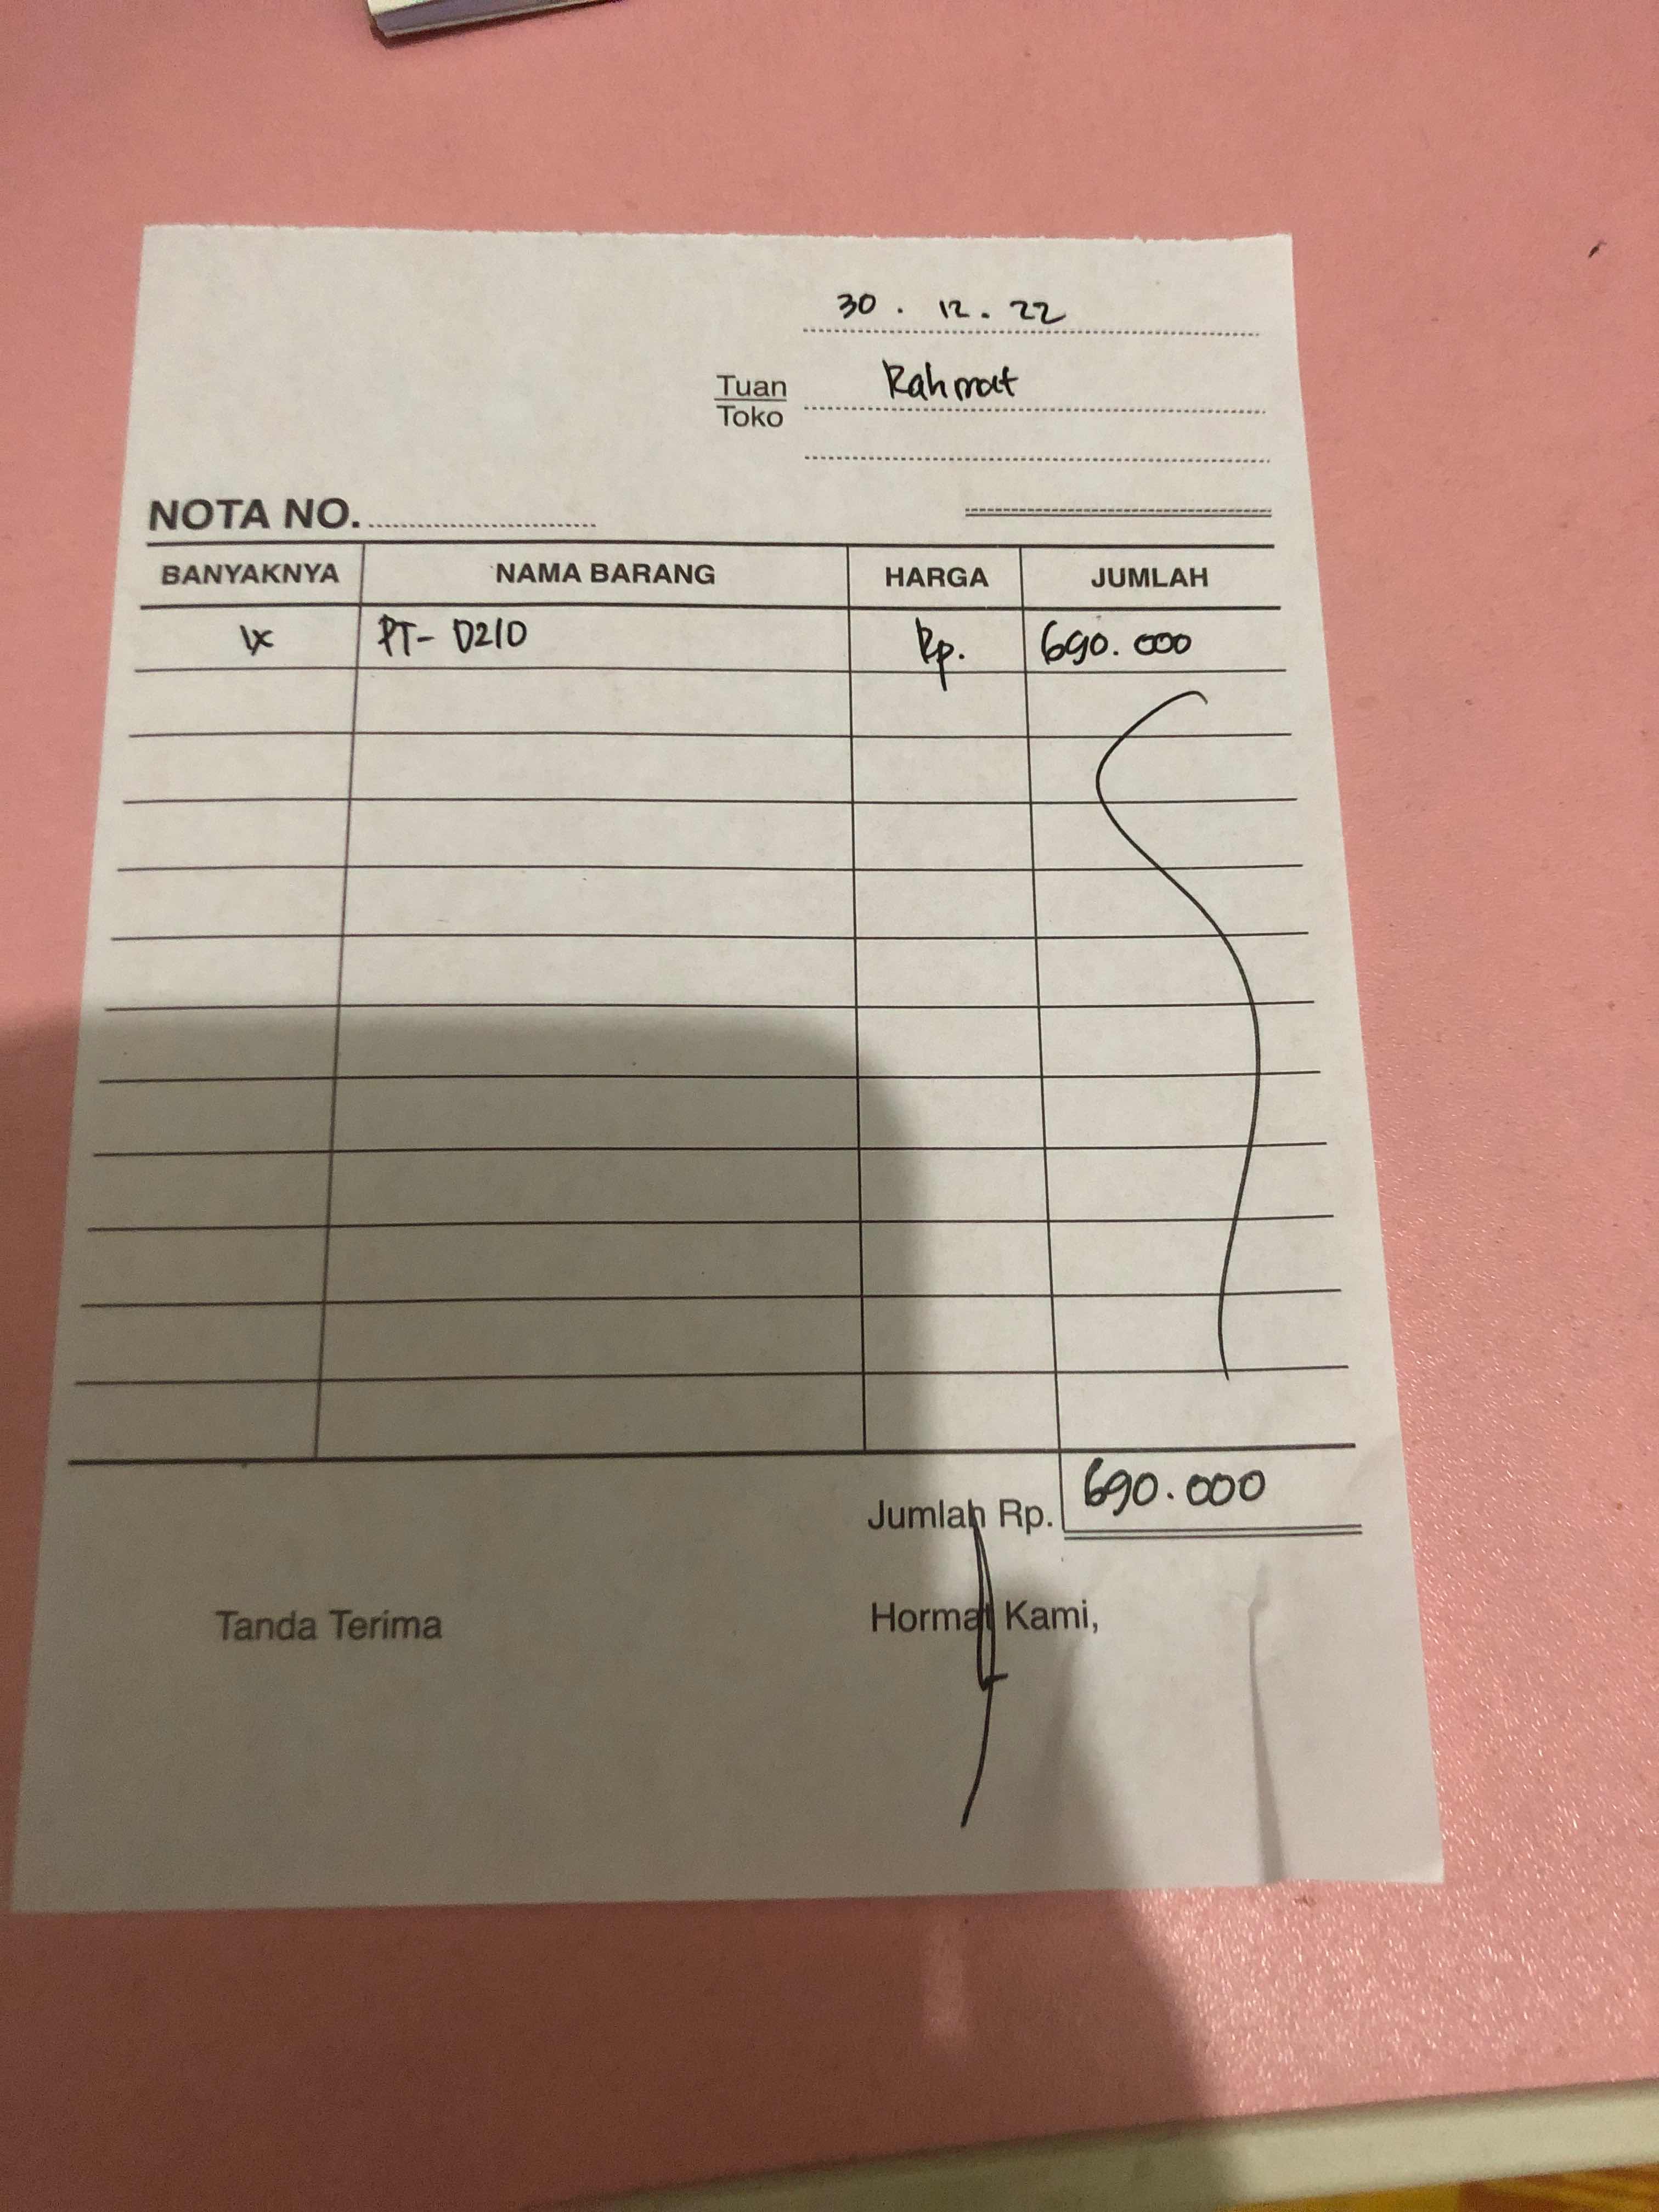 30 . 12 . 22
Tuan Rahmat
Toko
NOTA NO.
BANYAKNYA NAMA BARANG HARGA JUMLAH
1x PT- D210 Rp. 690.000
Jumlah Rp. 690.000
Tanda Terima Hormat Kami,